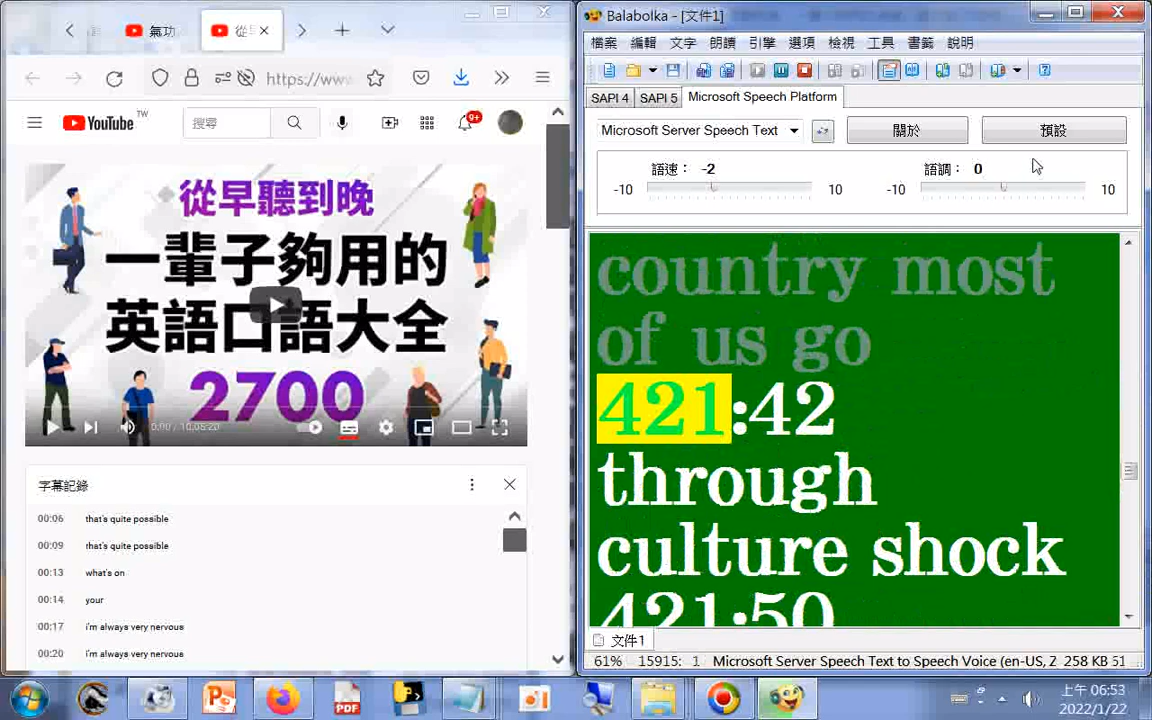 氣功
從
https://www
YouTube TW
搜尋
9+
從早聽到晚
一輩子夠用的
英語口語大全
2700
0:00 / 10:05:20
字幕記錄
00:06 that's quite possible
00:09 that's quite possible
00:13 what's on
00:14 your
00:17 i'm always very nervous
00:20 i'm always very nervous
Balabolka - [文件1]
檔案 編輯 文字 朗讀 引擎 選項 檢視 工具 書籤 說明
SAPI 4 SAPI 5 Microsoft Speech Platform
Microsoft Server Speech Text 關於 預設
語速： -2 語調： 0
-10 10 -10 10
country most
of us go
421:42
through
culture shock
421:50
文件1
61% 15915: 1 Microsoft Server Speech Text to Speech Voice (en-US, Z 258 KB 51
上午 06:53
2022/1/22